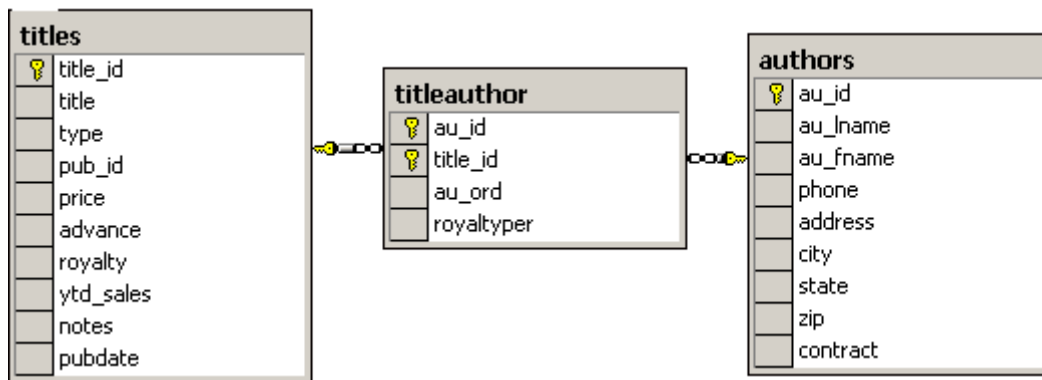 titles
title_id
title
type
pub_id
price
advance
royalty
ytd_sales
notes
pubdate
titleauthor
au_id
title_id
au_ord
royaltyper
authors
au_id
au_lname
au_fname
phone
address
city
state
zip
contract